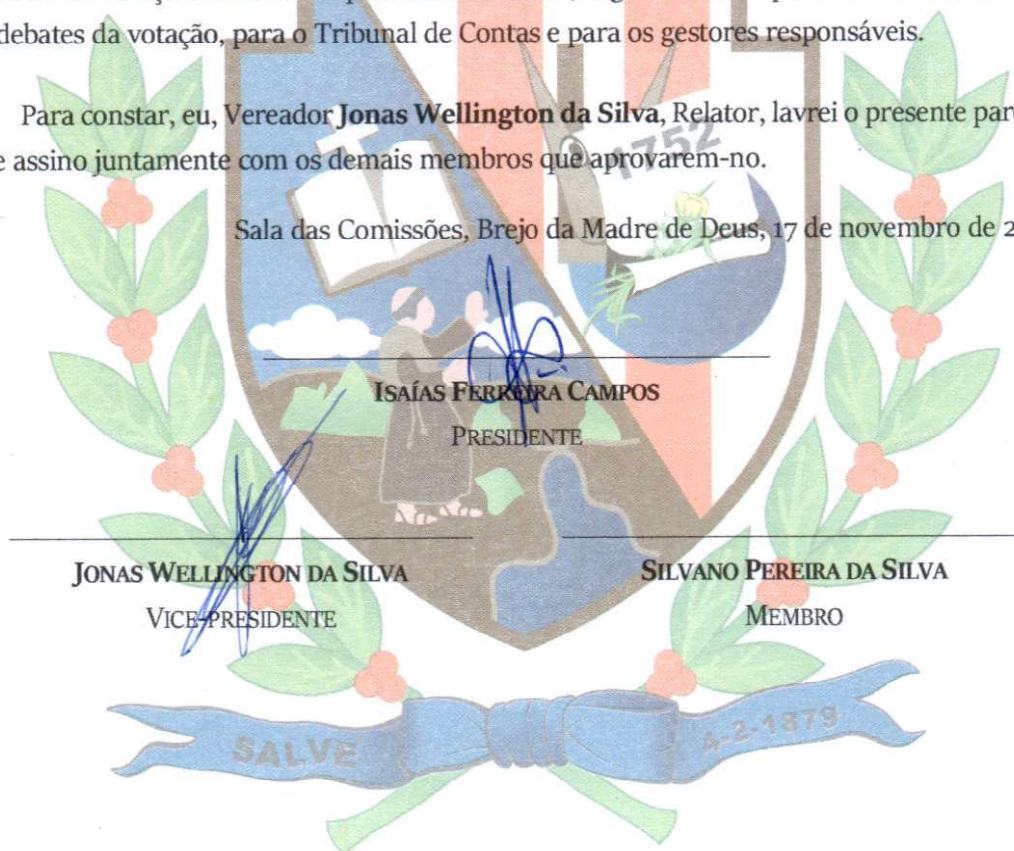 debates da votação, para o Tribunal de Contas e para os gestores responsáveis.
Para constar, eu, Vereador Jonas Wellington da Silva, Relator, lavrei o presente
e assino juntamente com os demais membros que aprovarem-no.
1752
Sala das Comissões, Brejo da Madre de Deus, 17 de novembro de
ISAÍAS FERREIRA CAMPOS
PRESIDENTE
JONAS WELLINGTON DA SILVA
VICE-PRESIDENTE
SILVANO PEREIRA DA SILVA
MEMBRO
SALVE
4-2-1879